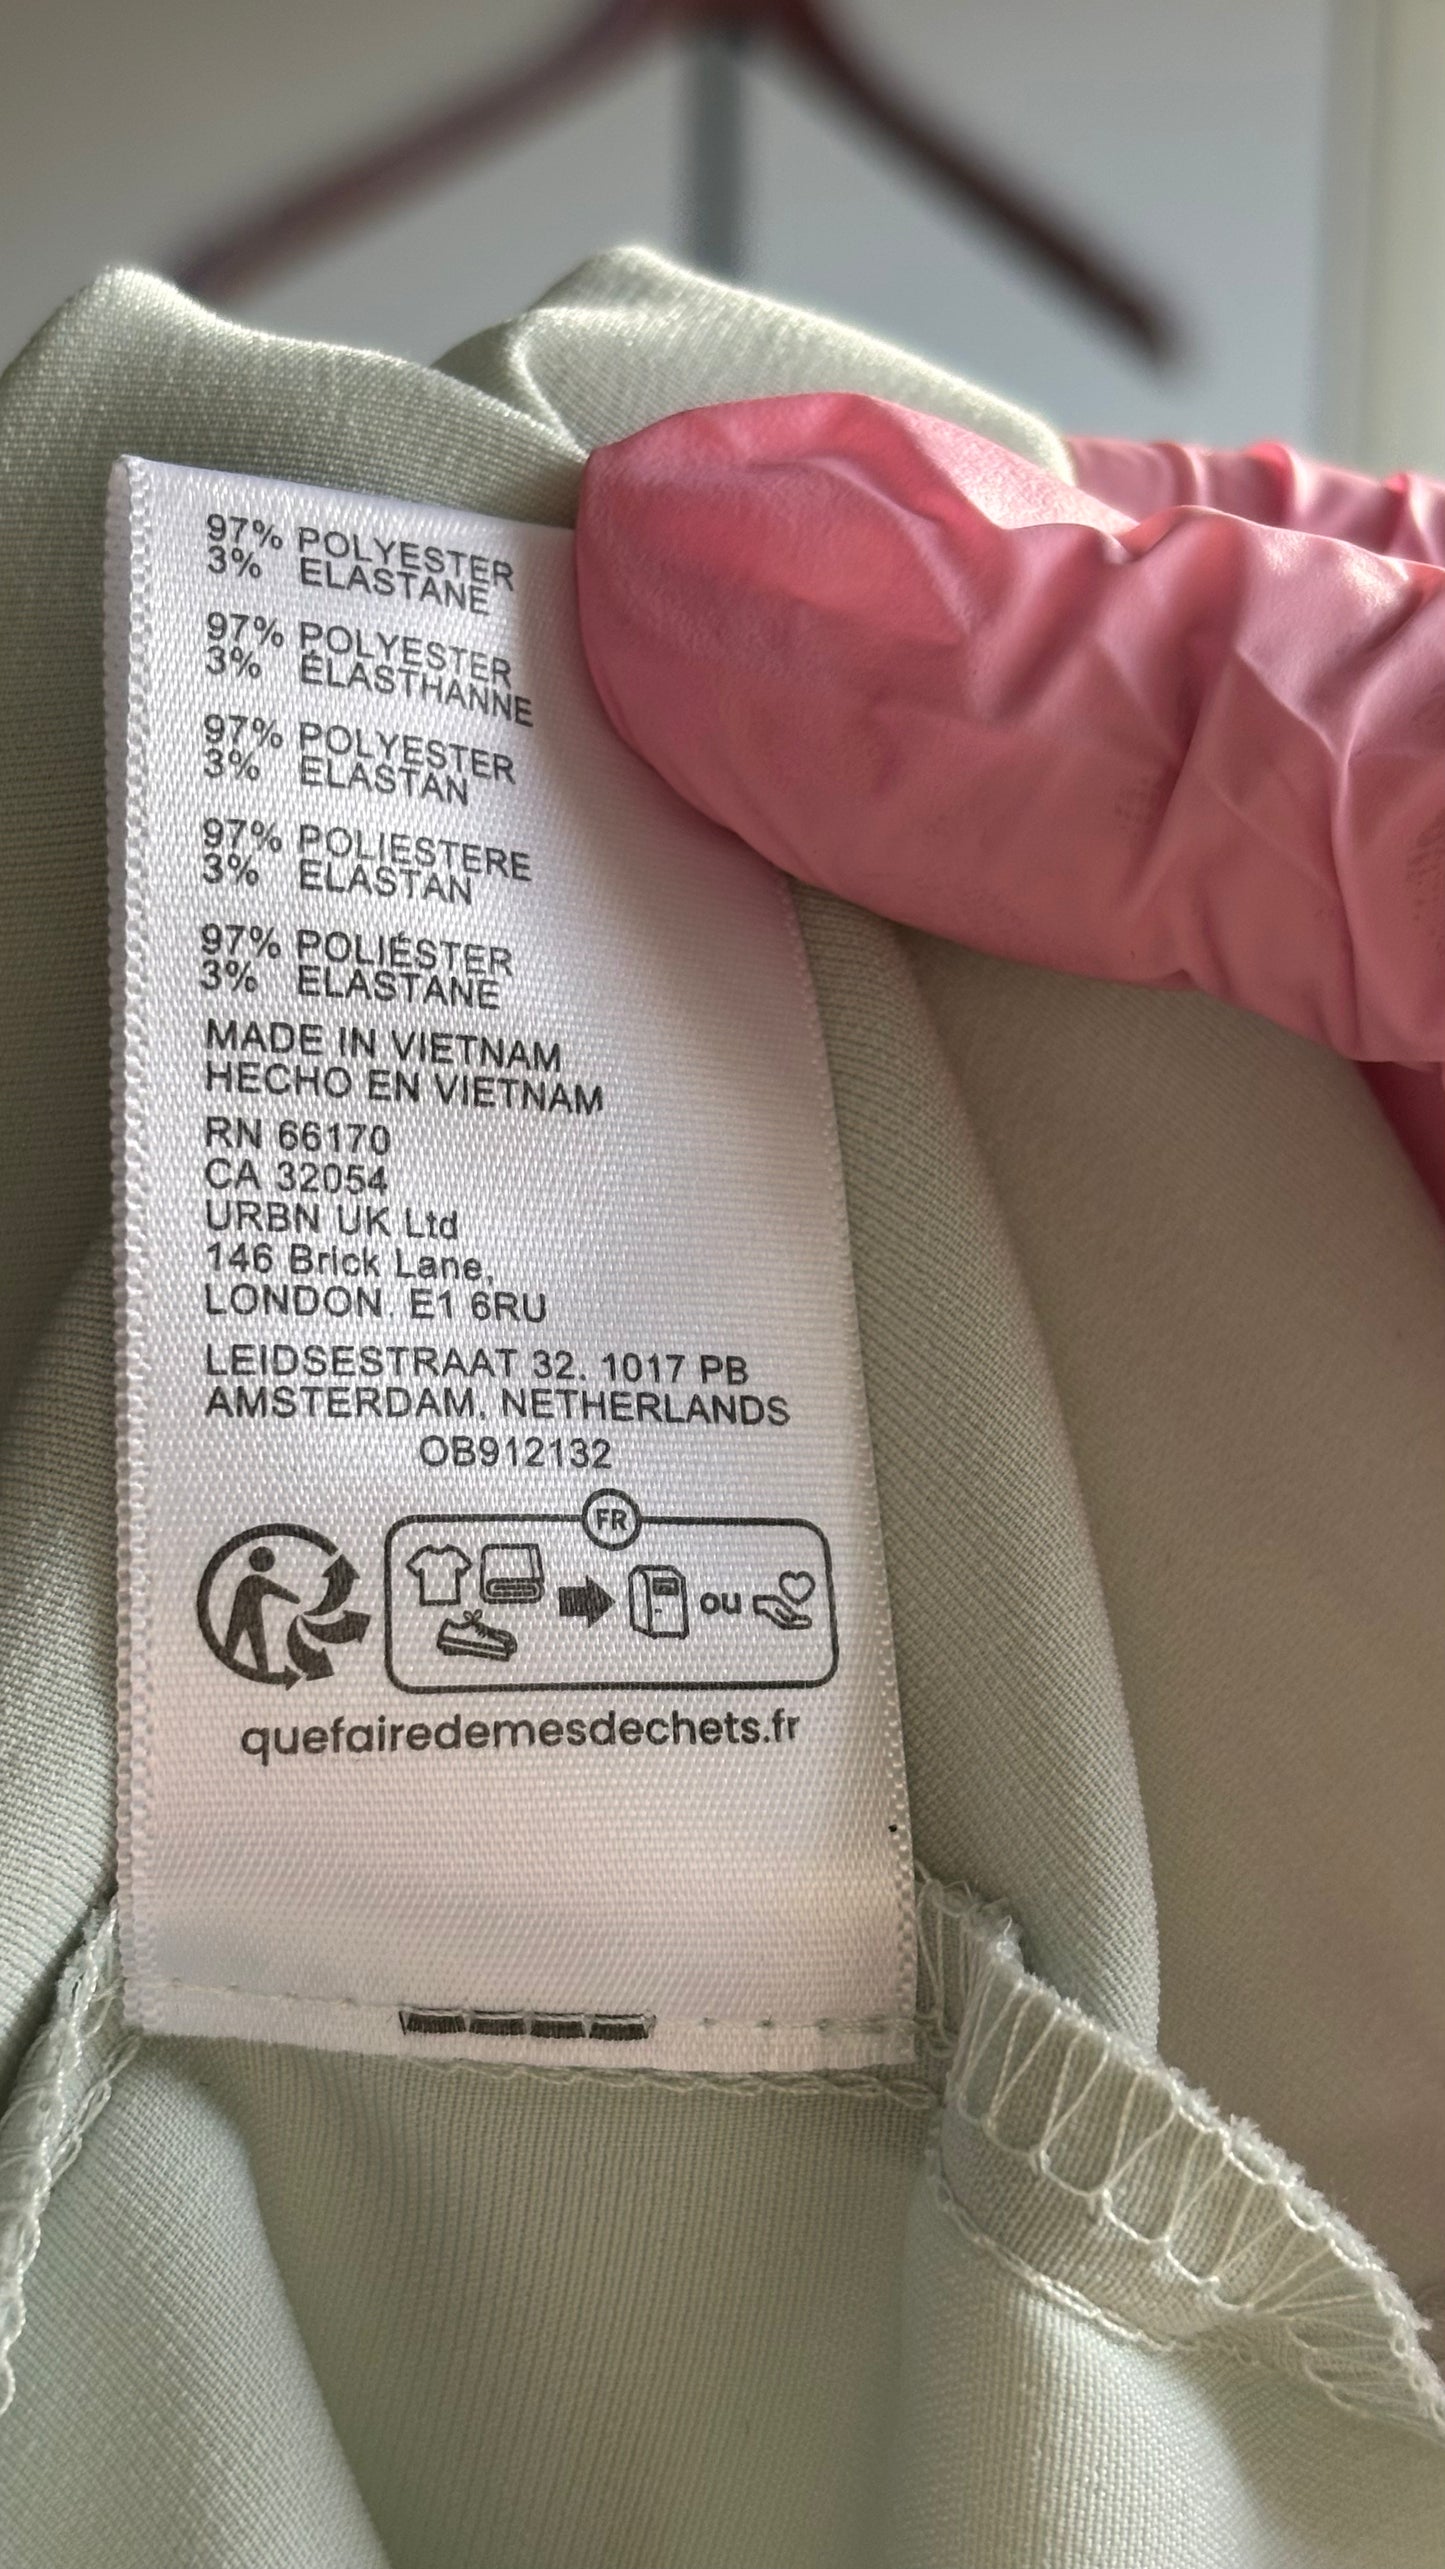 97% POLYESTER
3% ELASTANE
97% POLYESTER
3% ÉLASTHANNE
97% POLYESTER
3% ELASTAN
97% POLIESTERE
3% ELASTAN
97% POLIÉSTER
3% ELASTANE
MADE IN VIETNAM
HECHO EN VIETNAM
RN 66170
CA 32054
URBN UK Ltd
146 Brick Lane,
LONDON. E1 6RU
LEIDSESTRAAT 32. 1017 PB
AMSTERDAM, NETHERLANDS
OB912132
FR
ou
quefairedemesdechets.fr